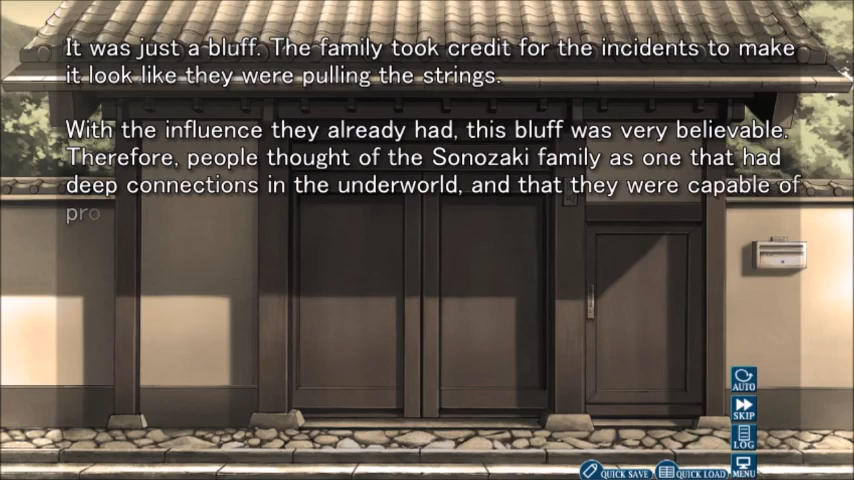 It was just a bluff. The family took credit for the incidents to make
it look like they were pulling the strings.
With the influence they already had, this bluff was very believable.
Therefore, people thought of the Sonozaki family as one that had
deep connections in the underworld, and that they were capable of
pro
AUTO
SKIP
LOG
MENU
QUICK SAVE
QUICK LOAD